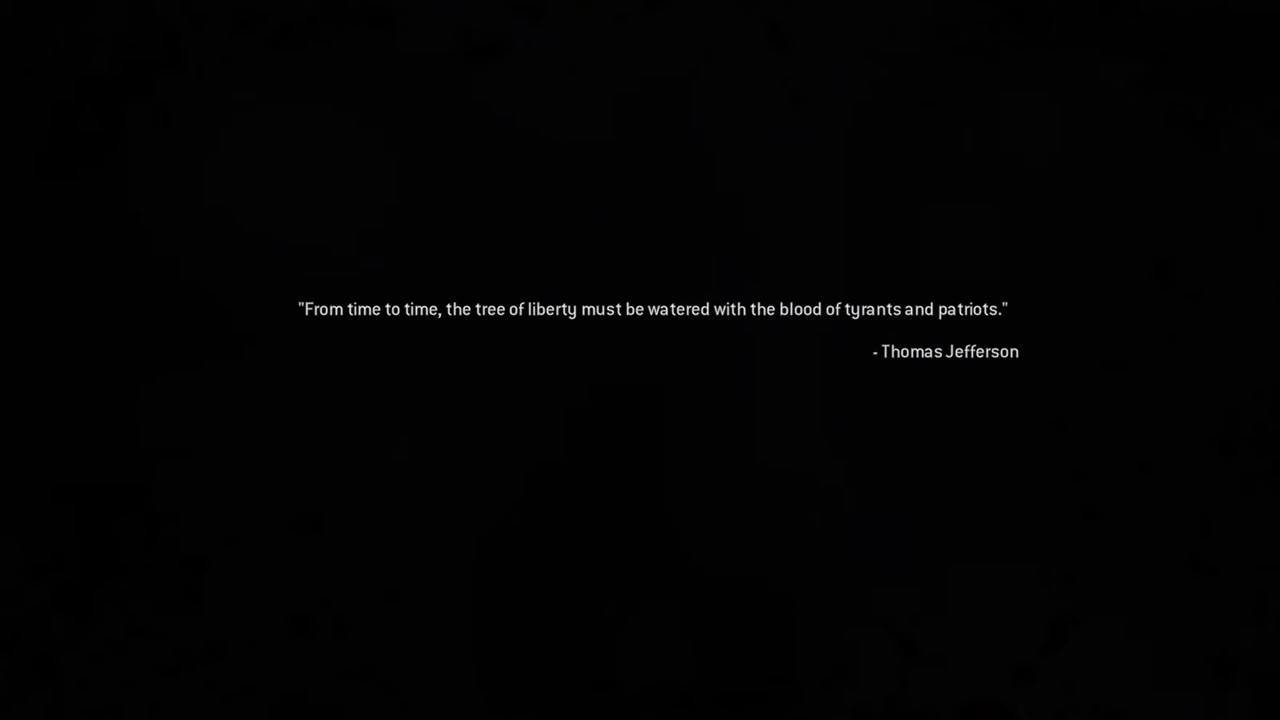 "From time to time, the tree of liberty must be watered with the blood of tyrants and patriots."
- Thomas Jefferson